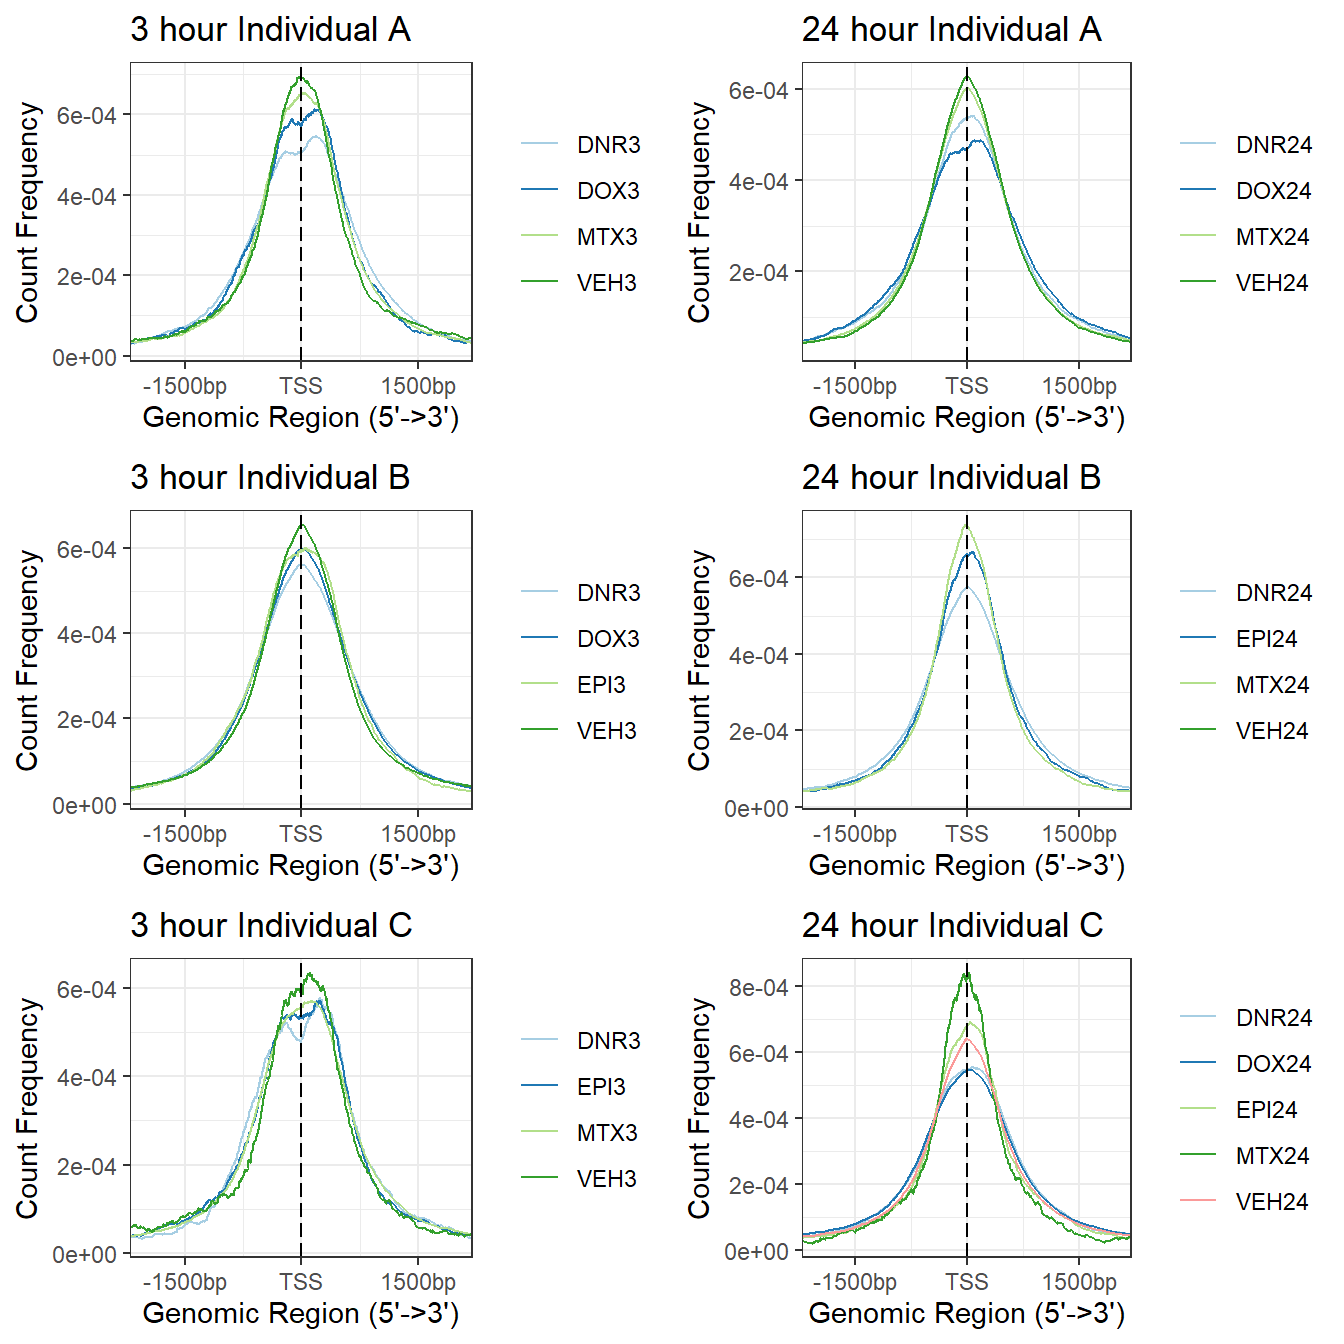 3 hour Individual A
Count Frequency
6e-04
4e-04
2e-04
0e+00
-1500bp TSS 1500bp
Genomic Region (5'->3')
DNR3
DOX3
MTX3
VEH3
24 hour Individual A
Count Frequency
6e-04
4e-04
2e-04
-1500bp TSS 1500bp
Genomic Region (5'->3')
DNR24
DOX24
MTX24
VEH24
3 hour Individual B
Count Frequency
6e-04
4e-04
2e-04
0e+00
-1500bp TSS 1500bp
Genomic Region (5'->3')
DNR3
DOX3
EPI3
VEH3
24 hour Individual B
Count Frequency
6e-04
4e-04
2e-04
0e+00
-1500bp TSS 1500bp
Genomic Region (5'->3')
DNR24
EPI24
MTX24
VEH24
3 hour Individual C
Count Frequency
6e-04
4e-04
2e-04
0e+00
-1500bp TSS 1500bp
Genomic Region (5'->3')
DNR3
EPI3
MTX3
VEH3
24 hour Individual C
Count Frequency
8e-04
6e-04
4e-04
2e-04
0e+00
-1500bp TSS 1500bp
Genomic Region (5'->3')
DNR24
DOX24
EPI24
MTX24
VEH24